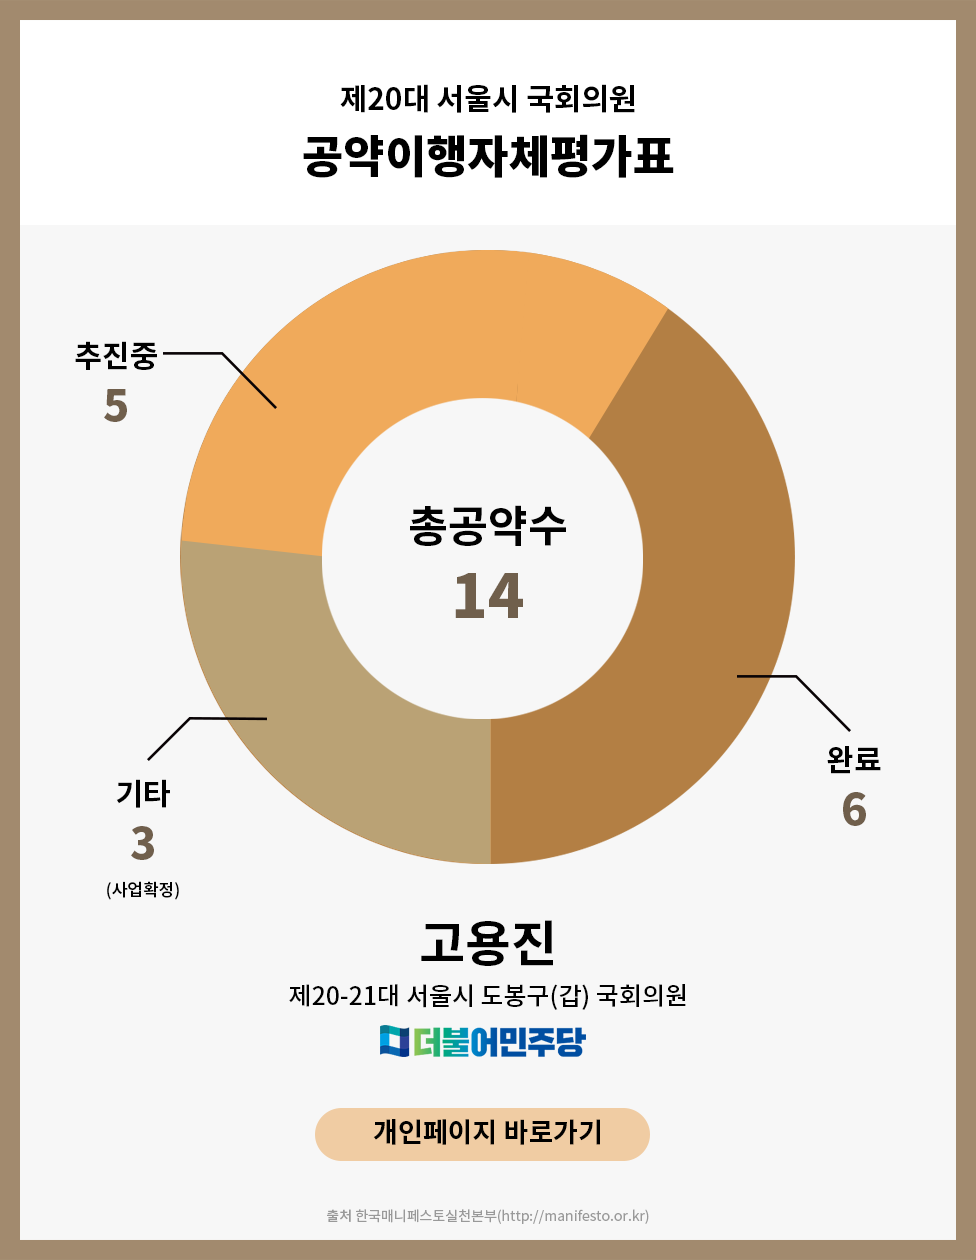 제20대 서울시 국회의원
공약이행자체평가표
추진중
5
총공약수
14
완료
6
기타
3
(사업확정)
고용진
제20-21대 서울시 도봉구(갑) 국회의원
더불어민주당
개인페이지 바로가기
출처 한국매니페스토실천본부(http://manifesto.or.kr)